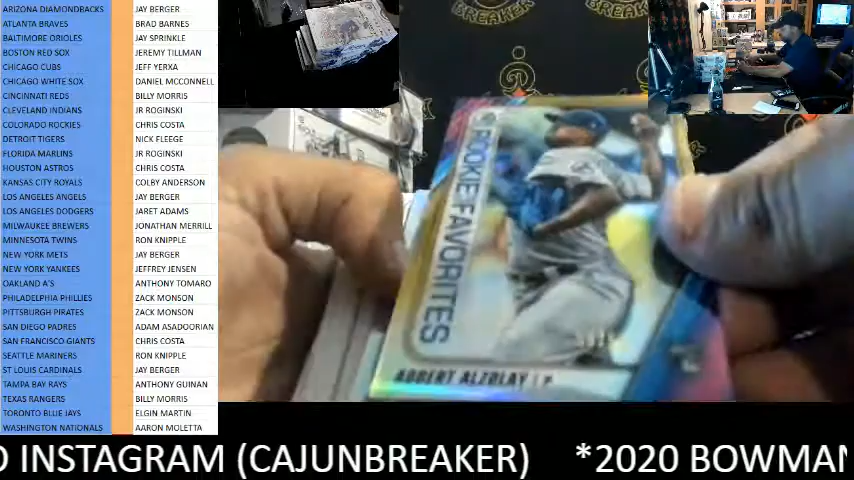 ARIZONA DIAMONDBACKS JAY BERGER
ATLANTA BRAVES BRAD BARNES
BALTIMORE ORIOLES JAY SPRINKLE
BOSTON RED SOX JEREMY TILLMAN
CHICAGO CUBS JEFF YERXA
CHICAGO WHITE SOX DANIEL MCCONNELL
CINCINNATI REDS BILLY MORRIS
CLEVELAND INDIANS JR ROGINSKI
COLORADO ROCKIES CHRIS COSTA
DETROIT TIGERS NICK FLEEGE
FLORIDA MARLINS JR ROGINSKI
HOUSTON ASTROS CHRIS COSTA
KANSAS CITY ROYALS COLBY ANDERSON
LOS ANGELES ANGELS JAY BERGER
LOS ANGELES DODGERS JARET ADAMS
MILWAUKEE BREWERS JONATHAN MERRILL
MINNESOTA TWINS RON KNIPPLE
NEW YORK METS JAY BERGER
NEW YORK YANKEES JEFFREY JENSEN
OAKLAND A'S ANTHONY TOMARO
PHILADELPHIA PHILLIES ZACK MONSON
PITTSBURGH PIRATES ZACK MONSON
SAN DIEGO PADRES ADAM ASADOORIAN
SAN FRANCISCO GIANTS CHRIS COSTA
SEATTLE MARINERS RON KNIPPLE
ST LOUIS CARDINALS JAY BERGER
TAMPA BAY RAYS ANTHONY GUINAN
TEXAS RANGERS BILLY MORRIS
TORONTO BLUE JAYS ELGIN MARTIN
WASHINGTON NATIONALS AARON MOLETTA
BREAKER
BREAKER
ROOKIE FAVORITES
ADBERT ALZOLAY
D INSTAGRAM (CAJUNBREAKER) *2020 BOWMAN